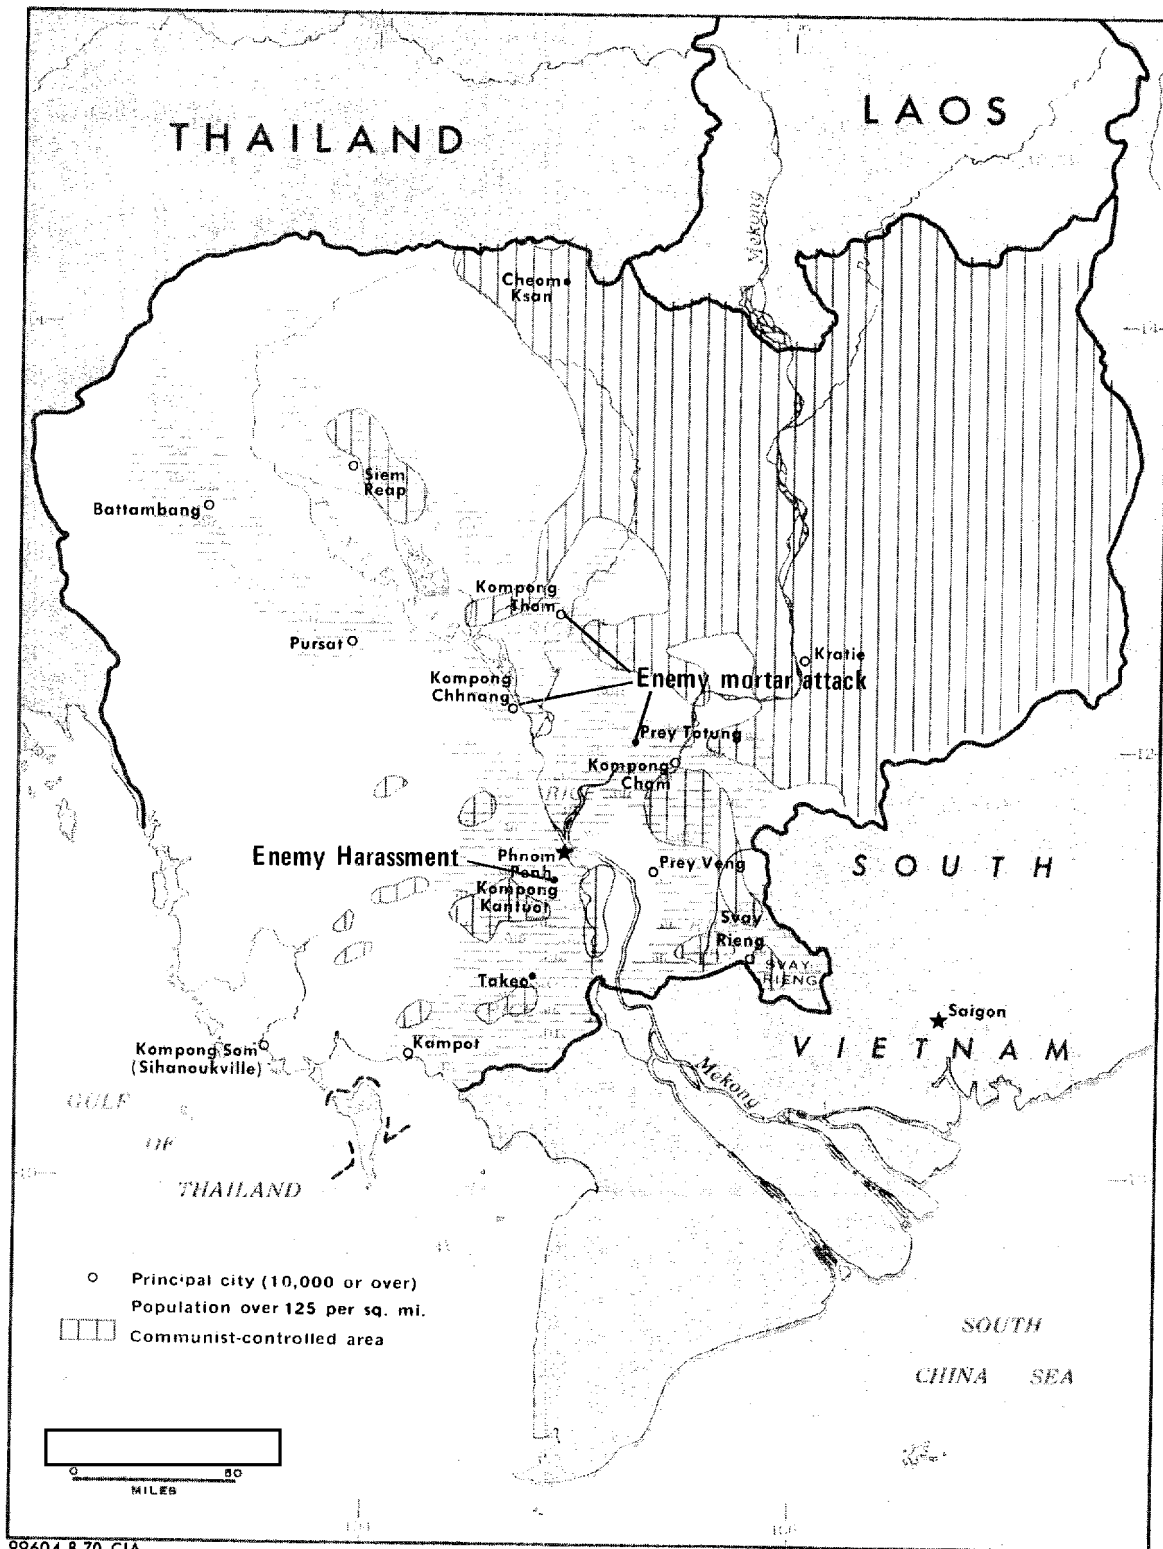 THAILAND
LAOS
Mekong
Cheom
Ksan
Siem
Reap
Battambang
Kompong
Thom
Pursat
Kratie
Kompong
Chhnang
Enemy mortar attack
Prey Totung
Kompong
Cham
RICE
Enemy Harassment
Phnom
Penh
Prey Veng
Kompong
Kantuot
SOUTH
Svay
Rieng
SVAY
RIENG
Takeo
Saigon
Kompong Som
(Sihanoukville)
Kampot
VIETNAM
Mekong
GULF
OF
THAILAND
Principal city (10,000 or over)
Population over 125 per sq. mi.
Communist-controlled area
SOUTH
CHINA SEA
0 50
MILES
104
106
99604 8-70 CIA